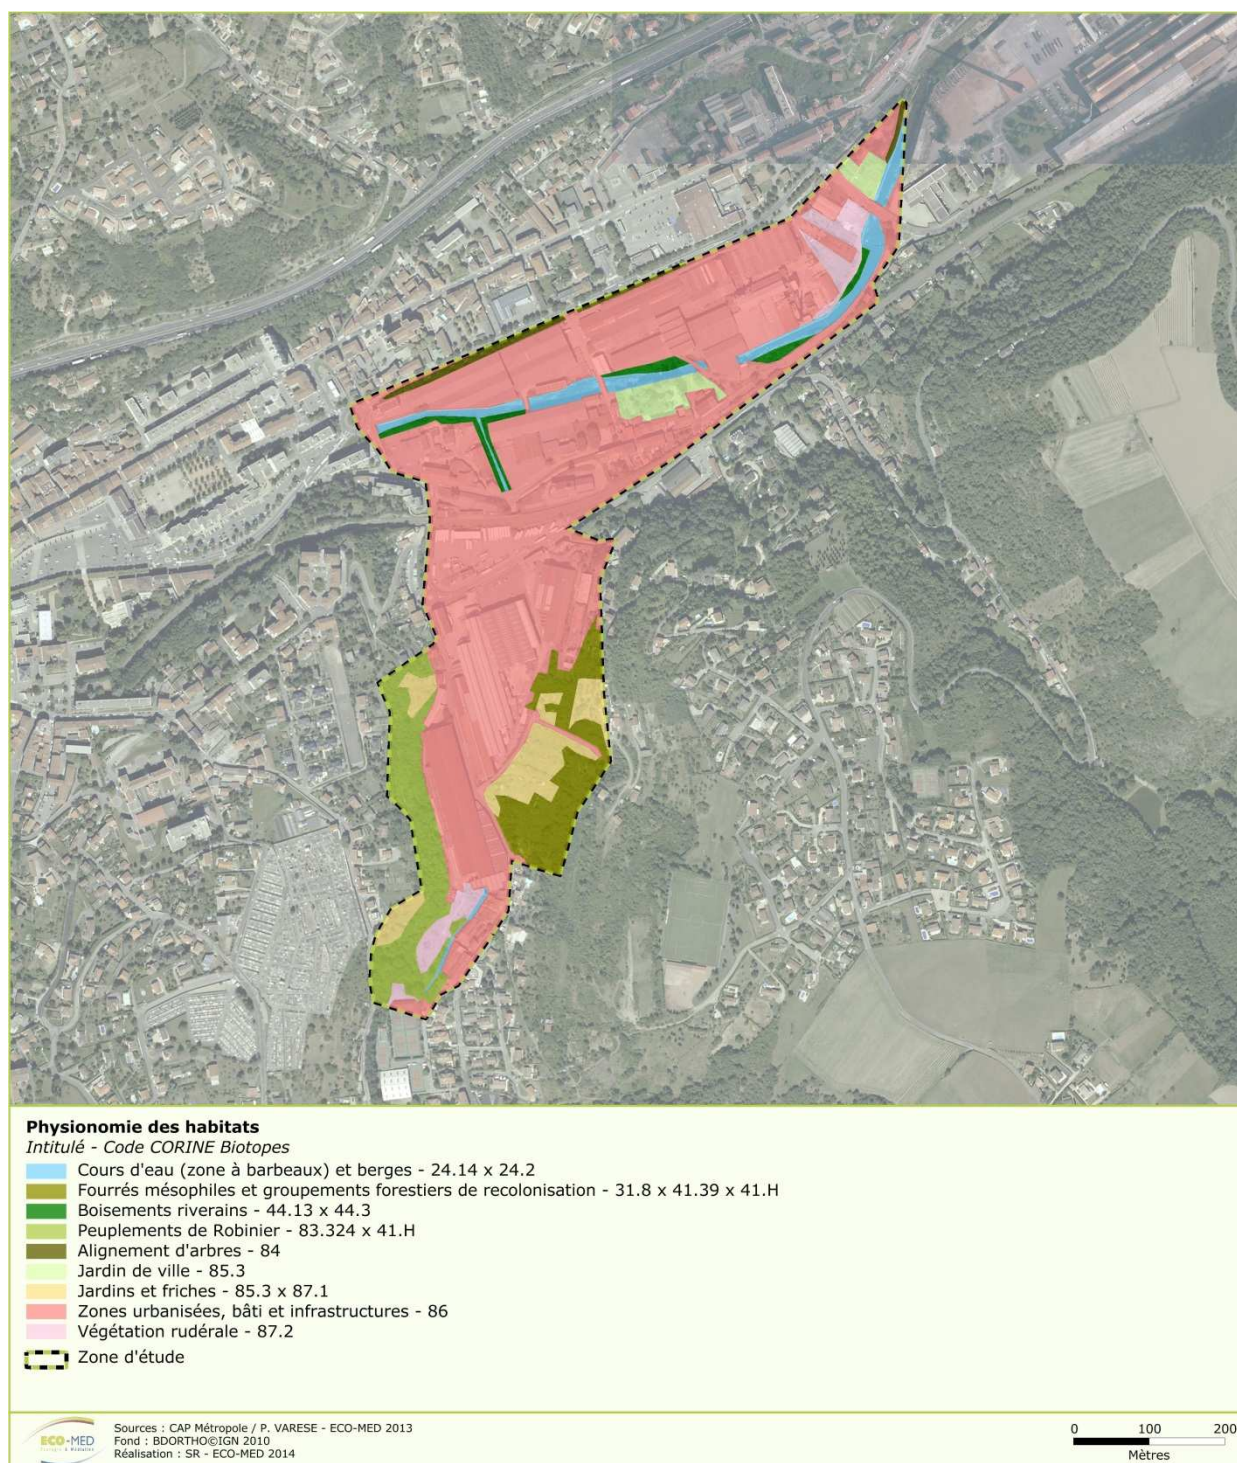 Physionomie des habitats
Intitulé - Code CORINE Biotopes
Cours d'eau (zone à barbeaux) et berges - 24.14 x 24.2
Fourrés mésophiles et groupements forestiers de recolonisation - 31.8 x 41.39 x 41.H
Boisements riverains - 44.13 x 44.3
Peuplements de Robinier - 83.324 x 41.H
Alignement d'arbres - 84
Jardin de ville - 85.3
Jardins et friches - 85.3 x 87.1
Zones urbanisées, bâti et infrastructures - 86
Végétation rudérale - 87.2
Zone d'étude
ECO-MED
Sources : CAP Métropole / P. VARESE - ECO-MED 2013
Fond : BDORTHO©IGN 2010
Réalisation : SR - ECO-MED 2014
0 100 200
Mètres